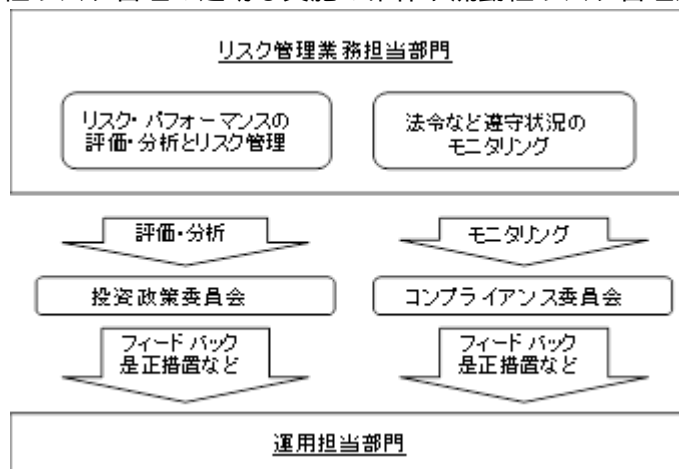 リスク管理業務担当部門
リスク・パフォーマンスの
評価・分析とリスク管理
法令など遵守状況の
モニタリング
評価・分析
モニタリング
投資政策委員会
コンプライアンス委員会
フィードバック
是正措置など
フィードバック
是正措置など
運用担当部門